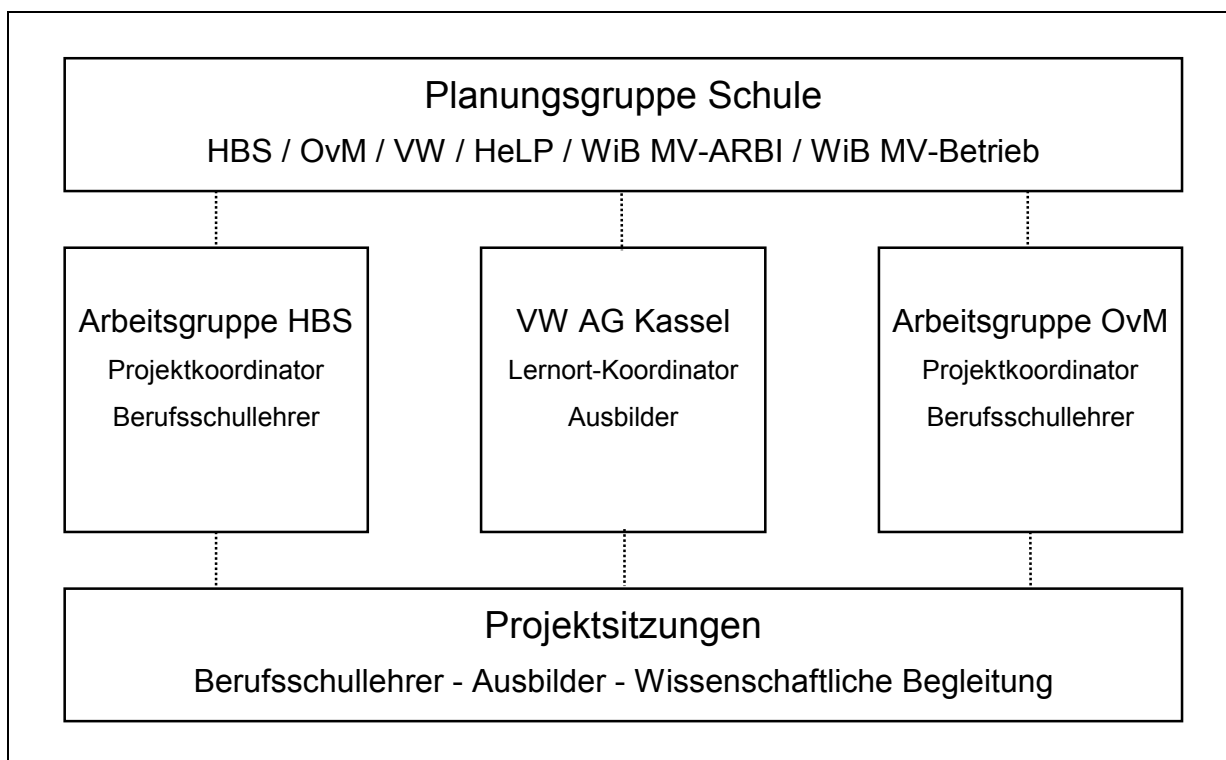 Planungsgruppe Schule
HBS / OvM / VW / HeLP / WiB MV-ARBI / WiB MV-Betrieb
Arbeitsgruppe HBS
Projektkoordinator
Berufsschullehrer
VW AG Kassel
Lernort-Koordinator
Ausbilder
Arbeitsgruppe OvM
Projektkoordinator
Berufsschullehrer
Projektsitzungen
Berufsschullehrer - Ausbilder - Wissenschaftliche Begleitung